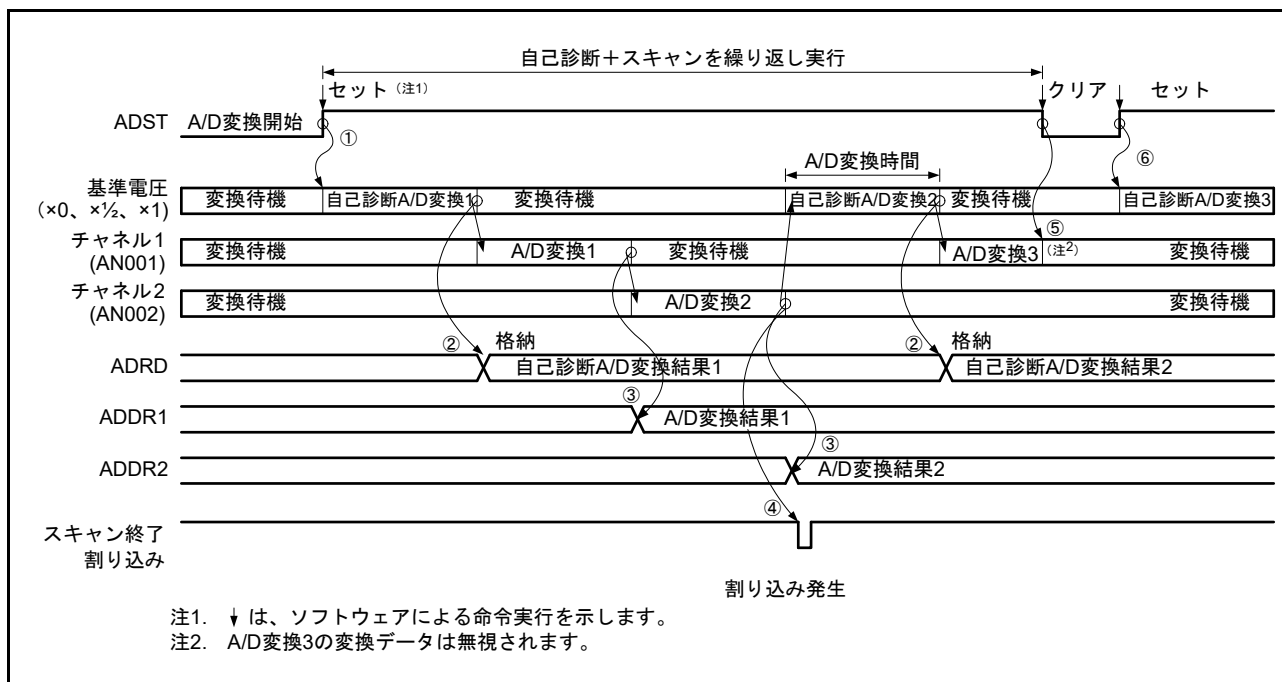 自己診断+スキャンを繰り返し実行
セット(注1)
クリア
セット
ADST
A/D変換開始
①
⑥
A/D変換時間
基準電圧
(×0、×½、×1)
変換待機
自己診断A/D変換1
変換待機
自己診断A/D変換2
変換待機
自己診断A/D変換3
⑤
チャネル1
(AN001)
変換待機
A/D変換1
変換待機
A/D変換3(注2)
変換待機
チャネル2
(AN002)
変換待機
A/D変換2
変換待機
ADRD
②
格納
自己診断A/D変換結果1
②
格納
自己診断A/D変換結果2
ADDR1
③
A/D変換結果1
ADDR2
③
A/D変換結果2
スキャン終了
割り込み
④
割り込み発生
注1. ↓は、ソフトウェアによる命令実行を示します。
注2. A/D変換3の変換データは無視されます。